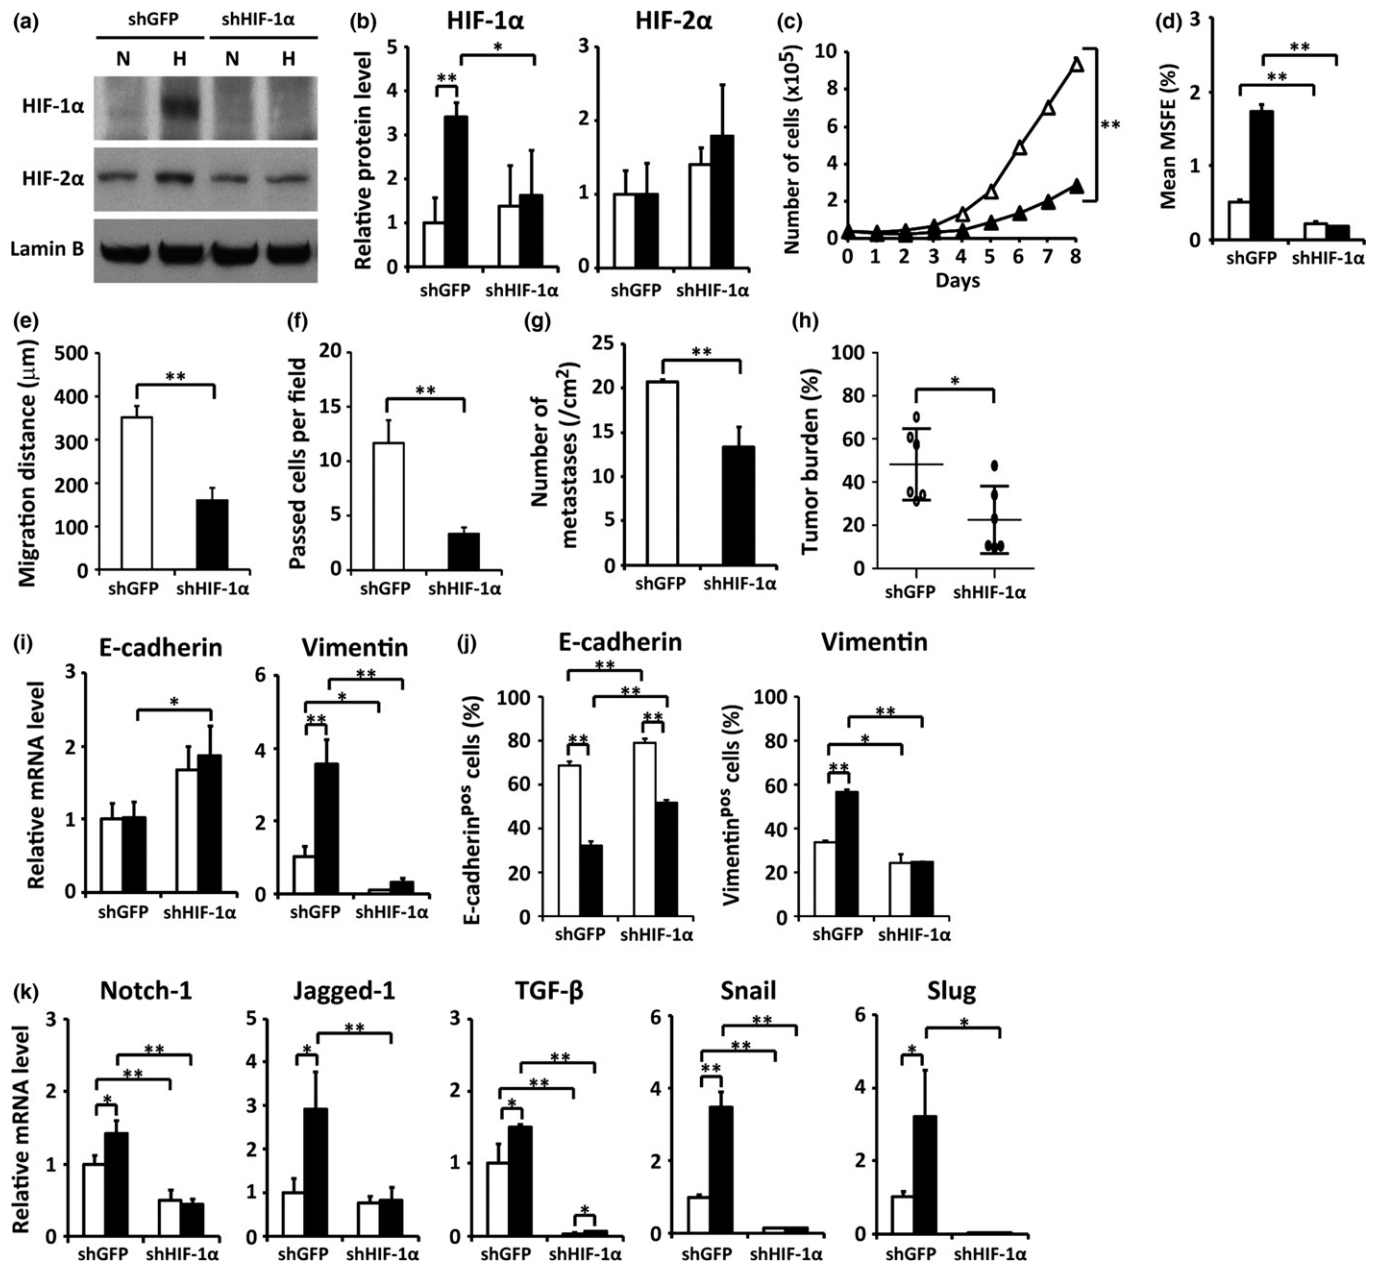 (a)
shGFP shHIF-1α
N H N H
HIF-1α
HIF-2α
Lamin B
(b)
HIF-1α HIF-2α
Relative protein level
5
4
3
2
1
0
** *
shGFP shHIF-1α
3
2
1
0
shGFP shHIF-1α
(c)
Number of cells (x10⁵)
10
8
6
4
2
0
**
0 1 2 3 4 5 6 7 8
Days
(d)
Mean MSFE (%)
3
2
1
0
**
**
shGFP shHIF-1α
(e)
Migration distance (μm)
500
400
300
200
100
0
**
shGFP shHIF-1α
(f)
Passed cells per field
20
15
10
5
0
**
shGFP shHIF-1α
(g)
Number of
metastases (/cm²)
25
20
15
10
5
0
**
shGFP shHIF-1α
(h)
Tumor burden (%)
100
80
60
40
20
0
*
shGFP shHIF-1α
(i)
E-cadherin Vimentin
Relative mRNA level
3
2
1
0
*
shGFP shHIF-1α
6
4
2
0
**
*
**
shGFP shHIF-1α
(j)
E-cadherin Vimentin
E-cadherinᵖᵒˢ cells (%)
100
80
60
40
20
0
**
**
**
**
shGFP shHIF-1α
Vimentinᵖᵒˢ cells (%)
100
80
60
40
20
0
**
*
**
shGFP shHIF-1α
(k)
Notch-1 Jagged-1 TGF-β Snail Slug
Relative mRNA level
3
2
1
0
**
**
*
shGFP shHIF-1α
5
4
3
2
1
0
**
*
shGFP shHIF-1α
3
2
1
0
**
**
*
*
shGFP shHIF-1α
6
4
2
0
**
**
**
shGFP shHIF-1α
6
4
2
0
*
*
shGFP shHIF-1α